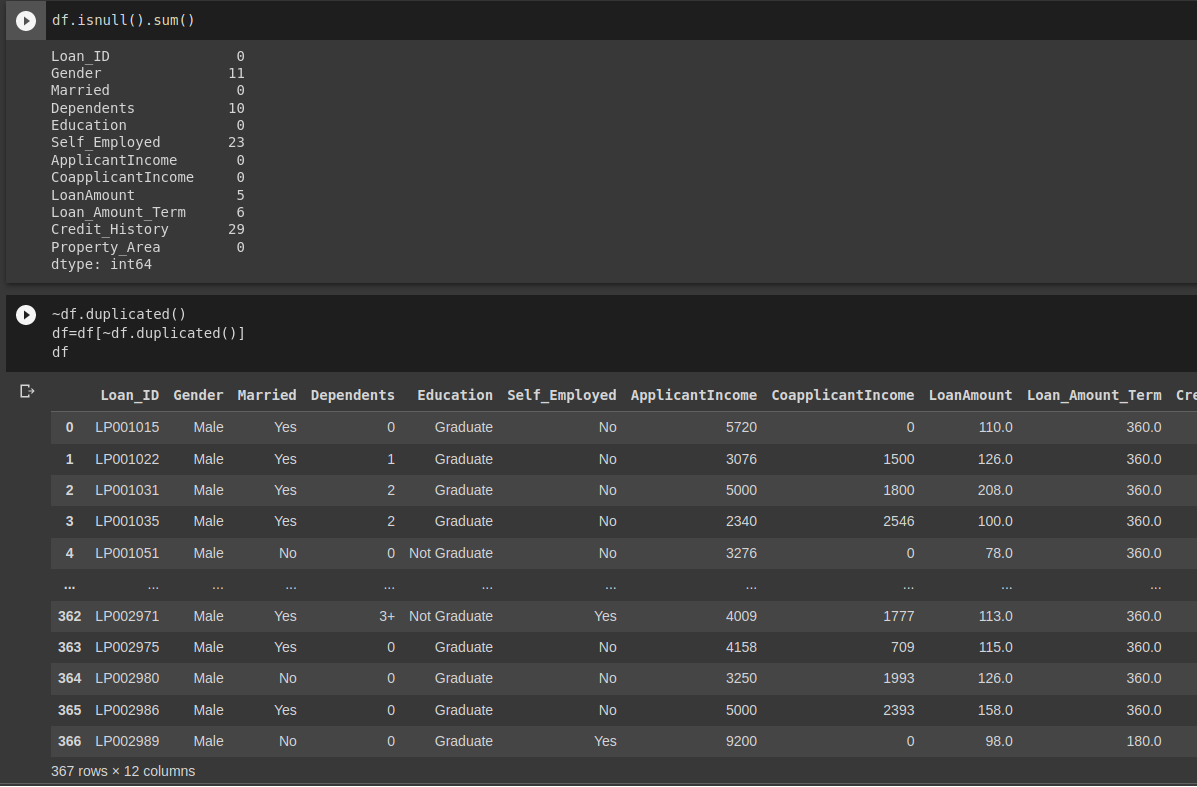 df.isnull().sum()
Loan_ID 0
Gender 11
Married 0
Dependents 10
Education 0
Self_Employed 23
ApplicantIncome 0
CoapplicantIncome 0
LoanAmount 5
Loan_Amount_Term 6
Credit_History 29
Property_Area 0
dtype: int64
~df.duplicated()
df=df[~df.duplicated()]
df
Loan_ID Gender Married Dependents Education Self_Employed ApplicantIncome CoapplicantIncome LoanAmount Loan_Amount_Term Cre
0 LP001015 Male Yes 0 Graduate No 5720 0 110.0 360.0
1 LP001022 Male Yes 1 Graduate No 3076 1500 126.0 360.0
2 LP001031 Male Yes 2 Graduate No 5000 1800 208.0 360.0
3 LP001035 Male Yes 2 Graduate No 2340 2546 100.0 360.0
4 LP001051 Male No 0 Not Graduate No 3276 0 78.0 360.0
... ... ... ... ... ... ... ... ... ... ...
362 LP002971 Male Yes 3+ Not Graduate Yes 4009 1777 113.0 360.0
363 LP002975 Male Yes 0 Graduate No 4158 709 115.0 360.0
364 LP002980 Male No 0 Graduate No 3250 1993 126.0 360.0
365 LP002986 Male Yes 0 Graduate No 5000 2393 158.0 360.0
366 LP002989 Male No 0 Graduate Yes 9200 0 98.0 180.0
367 rows × 12 columns